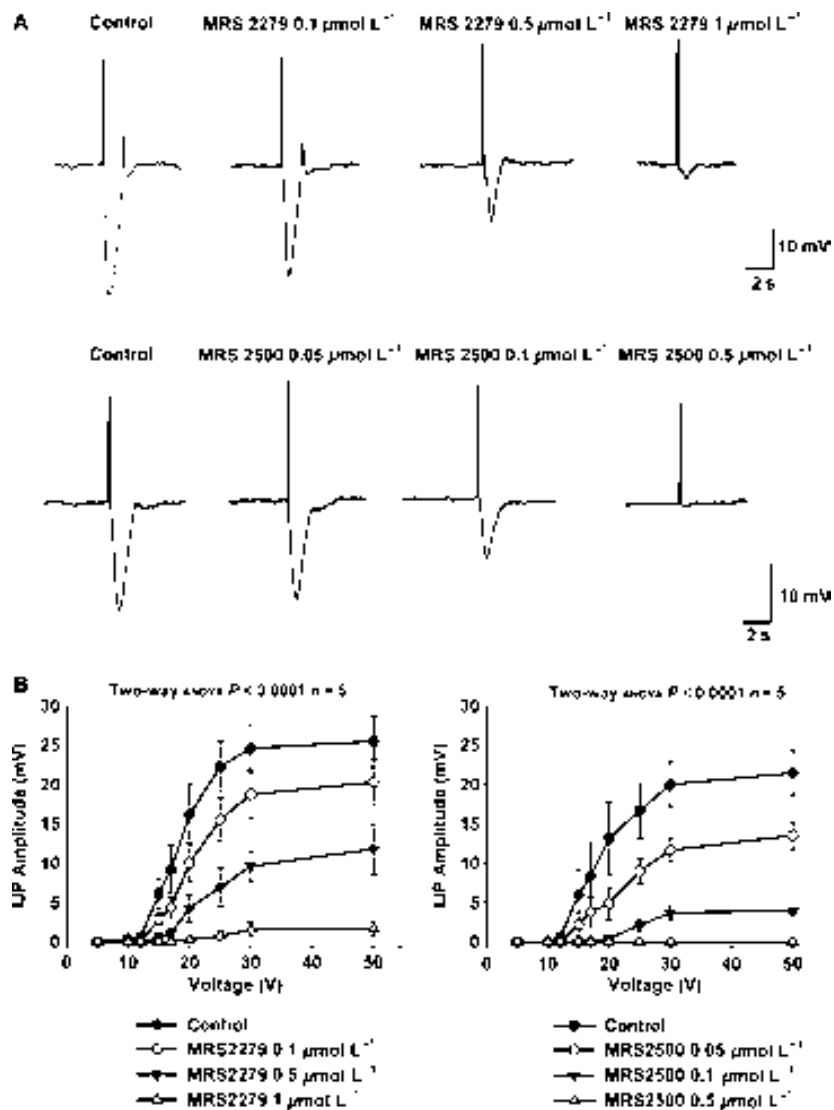 A
Control MRS 2279 0.1 μmol L⁻¹ MRS 2279 0.5 μmol L⁻¹ MRS 2279 1 μmol L⁻¹
10 mV
2 s
Control MRS 2500 0.05 μmol L⁻¹ MRS 2500 0.1 μmol L⁻¹ MRS 2500 0.5 μmol L⁻¹
10 mV
2 s
B
Two-way anova P < 0.0001 n = 5
IJP Amplitude (mV)
30
25
20
15
10
5
0
0 10 20 30 40 50
Voltage (V)
Control
MRS2279 0.1 μmol L⁻¹
MRS2279 0.5 μmol L⁻¹
MRS2279 1 μmol L⁻¹
Two-way anova P < 0.0001 n = 5
IJP Amplitude (mV)
30
25
20
15
10
5
0
0 10 20 30 40 50
Voltage (V)
Control
MRS2500 0.05 μmol L⁻¹
MRS2500 0.1 μmol L⁻¹
MRS2500 0.5 μmol L⁻¹